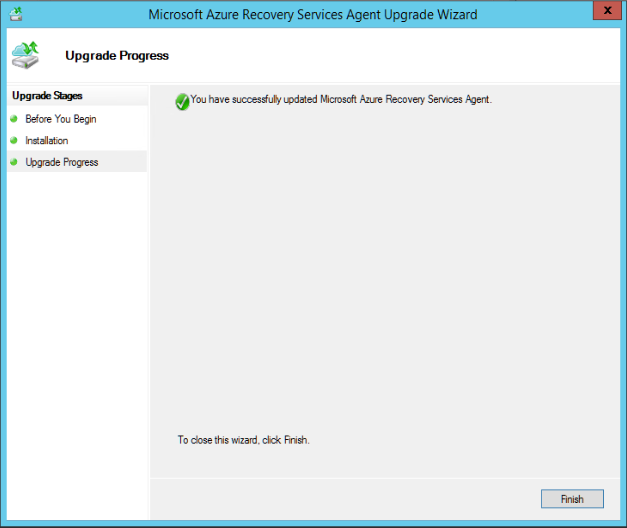 Microsoft Azure Recovery Services Agent Upgrade Wizard
x
Upgrade Progress
Upgrade Stages
Before You Begin
Installation
Upgrade Progress
You have successfully updated Microsoft Azure Recovery Services Agent.
To close this wizard, click Finish.
Finish